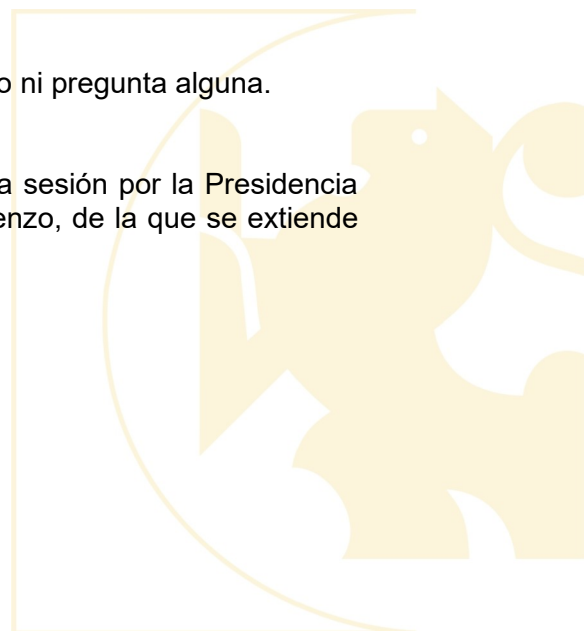 o ni pregunta alguna.
a sesión por la Presidencia
enzo, de la que se extiende